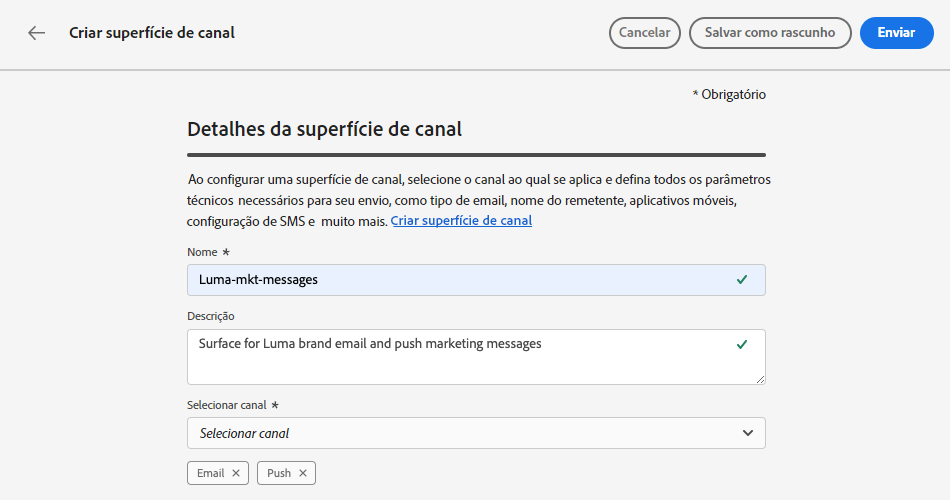 Criar superfície de canal
Cancelar
Salvar como rascunho
Enviar
* Obrigatório
Detalhes da superfície de canal
Ao configurar uma superfície de canal, selecione o canal ao qual se aplica e defina todos os parâmetros
técnicos necessários para seu envio, como tipo de email, nome do remetente, aplicativos móveis,
configuração de SMS e muito mais. Criar superfície de canal
Nome *
Luma-mkt-messages
Descrição
Surface for Luma brand email and push marketing messages
Selecionar canal *
Selecionar canal
Email
Push